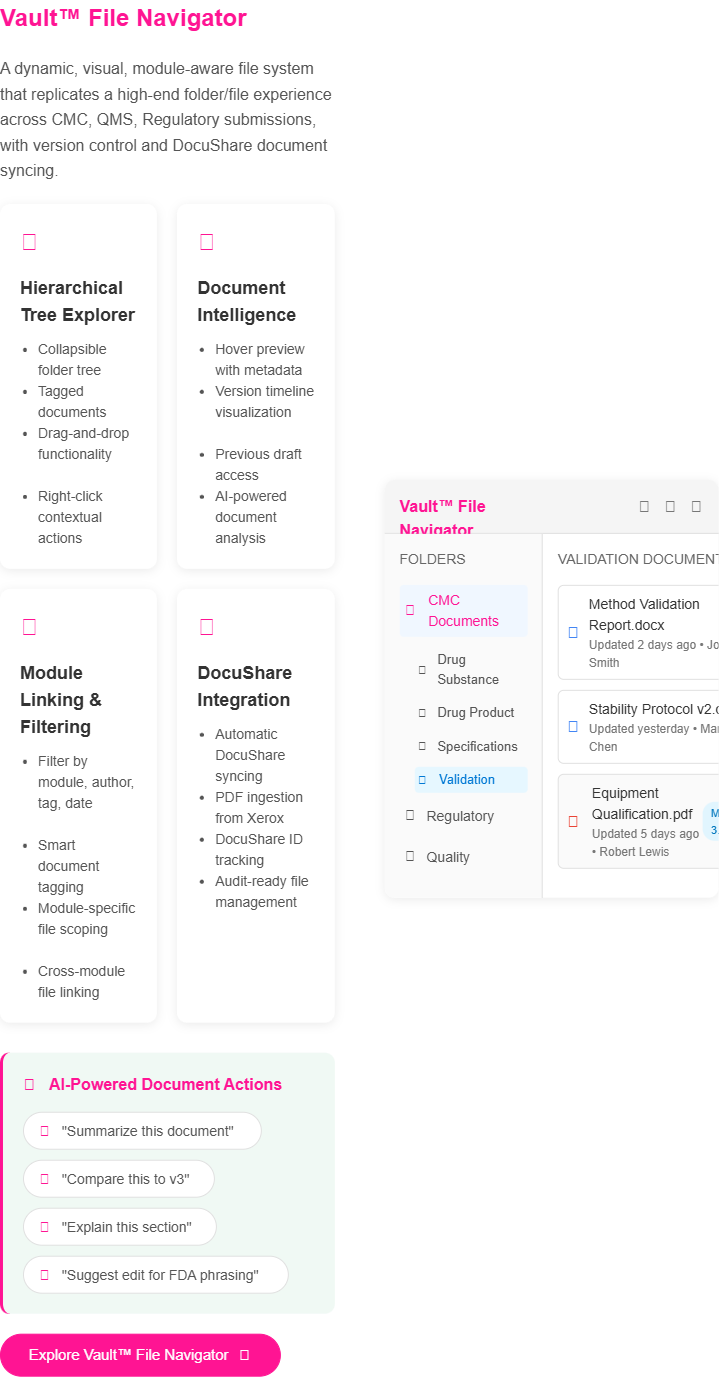 Vault™ File Navigator
A dynamic, visual, module-aware file system
that replicates a high-end folder/file experience
across CMC, QMS, Regulatory submissions,
with version control and DocuShare document
syncing.
Hierarchical
Tree Explorer
• Collapsible
folder tree
• Tagged
documents
• Drag-and-drop
functionality
• Right-click
contextual
actions
Document
Intelligence
• Hover preview
with metadata
• Version timeline
visualization
• Previous draft
access
• AI-powered
document
analysis
Module
Linking &
Filtering
• Filter by
module, author,
tag, date
• Smart
document
tagging
• Module-specific
file scoping
• Cross-module
file linking
DocuShare
Integration
• Automatic
DocuShare
syncing
• PDF ingestion
from Xerox
• DocuShare ID
tracking
• Audit-ready file
management
AI-Powered Document Actions
"Summarize this document"
"Compare this to v3"
"Explain this section"
"Suggest edit for FDA phrasing"
Explore Vault™ File Navigator
Vault™ File
Navigator
FOLDERS
CMC
Documents
Drug
Substance
Drug Product
Specifications
Validation
Regulatory
Quality
VALIDATION DOCUMENT
Method Validation
Report.docx
Updated 2 days ago • Jo
Smith
Stability Protocol v2.
Updated yesterday • Mar
Chen
Equipment
Qualification.pdf
Updated 5 days ago
• Robert Lewis
M
3